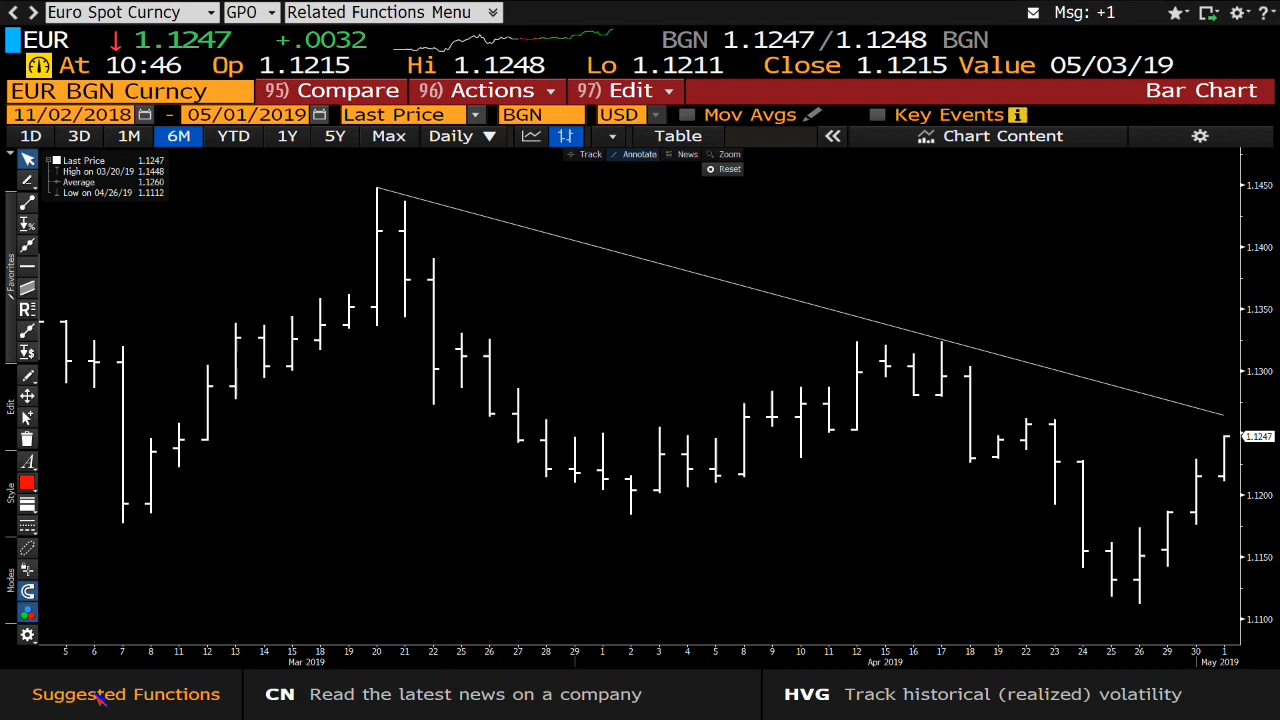 Euro Spot Curncy GPO Related Functions Menu Msg: +1
EUR 1.1247 +.0032 BGN 1.1247/1.1248 BGN
At 10:46 Op 1.1215 Hi 1.1248 Lo 1.1211 Close 1.1215 Value 05/03/19
EUR BGN Curncy 95) Compare 96) Actions 97) Edit Bar Chart
11/02/2018 - 05/01/2019 Last Price BGN USD Mov Avgs Key Events
1D 3D 1M 6M YTD 1Y 5Y Max Daily Table Chart Content
Track Annotate News Zoom
Reset
Last Price 1.1247
High on 03/20/19 1.1448
Average 1.1260
Low on 04/26/19 1.1112
Favorites
Edit
Style
Modes
1.1450
1.1400
1.1350
1.1300
1.1247
1.1200
1.1150
1.1100
5 6 7 8 11 12 13 14 15 18 19 20 21 22 25 26 27 28 29 1 2 3 4 5 8 9 10 11 12 15 16 17 18 22 23 24 25 26 29 30 1
Mar 2019 Apr 2019 May 2019
Suggested Functions CN Read the latest news on a company HVG Track historical (realized) volatility